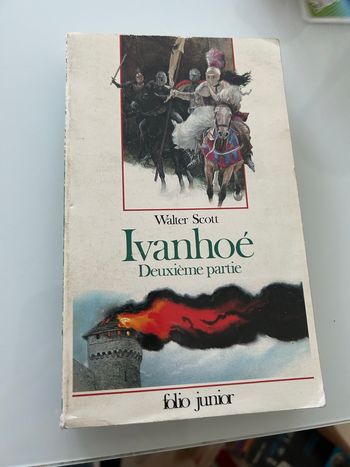 Walter Scott
Ivanhoé
Deuxième partie
folio junior